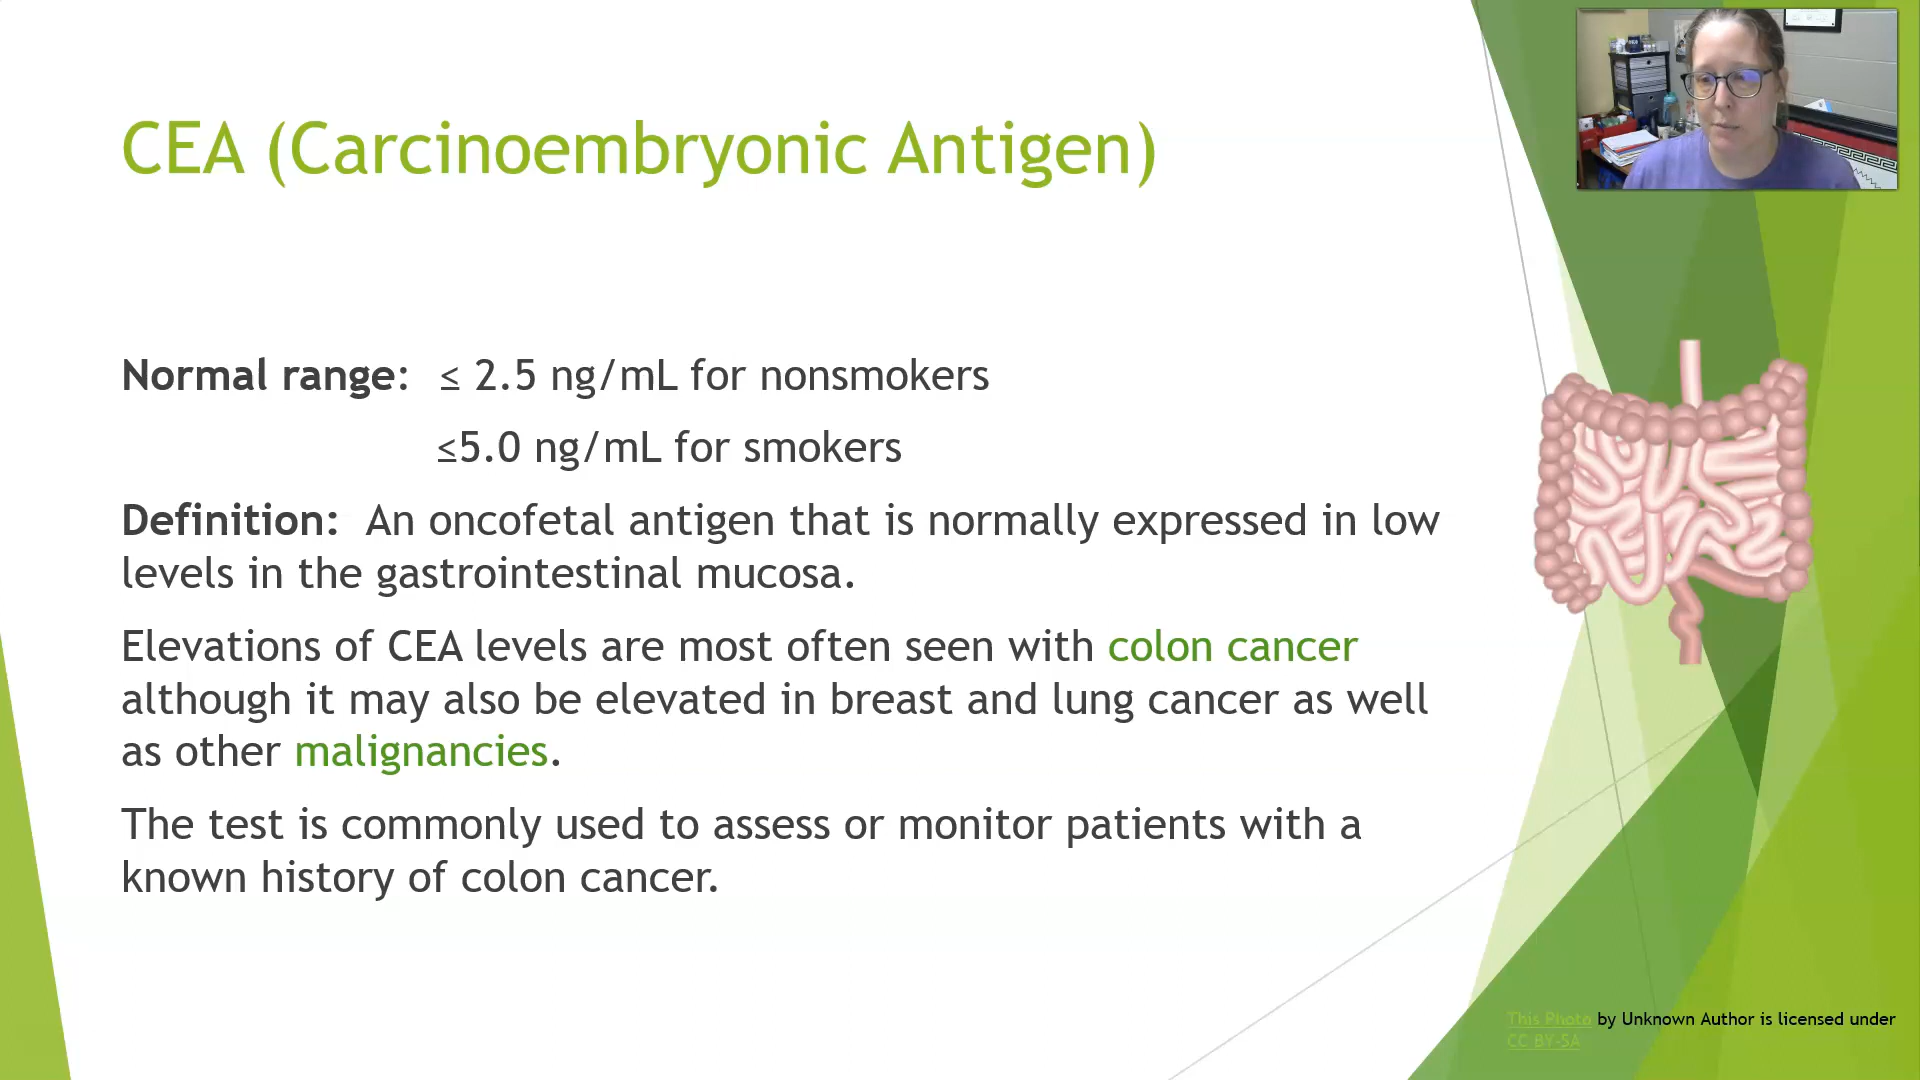 CEA (Carcinoembryonic Antigen)
Normal range: ≤ 2.5 ng/mL for nonsmokers
≤5.0 ng/mL for smokers
Definition: An oncofetal antigen that is normally expressed in low
levels in the gastrointestinal mucosa.
Elevations of CEA levels are most often seen with colon cancer
although it may also be elevated in breast and lung cancer as well
as other malignancies.
The test is commonly used to assess or monitor patients with a
known history of colon cancer.
This Photo by Unknown Author is licensed under
CC BY-SA